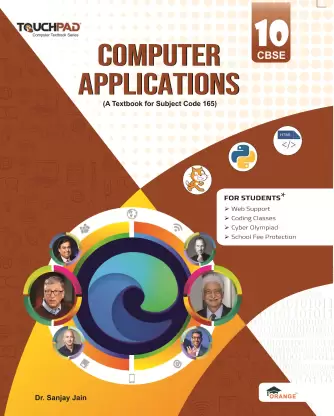 TOUCHPAD
Computer Textbook Series
10
CBSE
COMPUTER
APPLICATIONS
(A Textbook for Subject Code 165)
HTML
</>
FOR STUDENTS+
➢ Web Support
➢ Coding Classes
➢ Cyber Olympiad
➢ School Fee Protection
Dr. Sanjay Jain
ORANGE